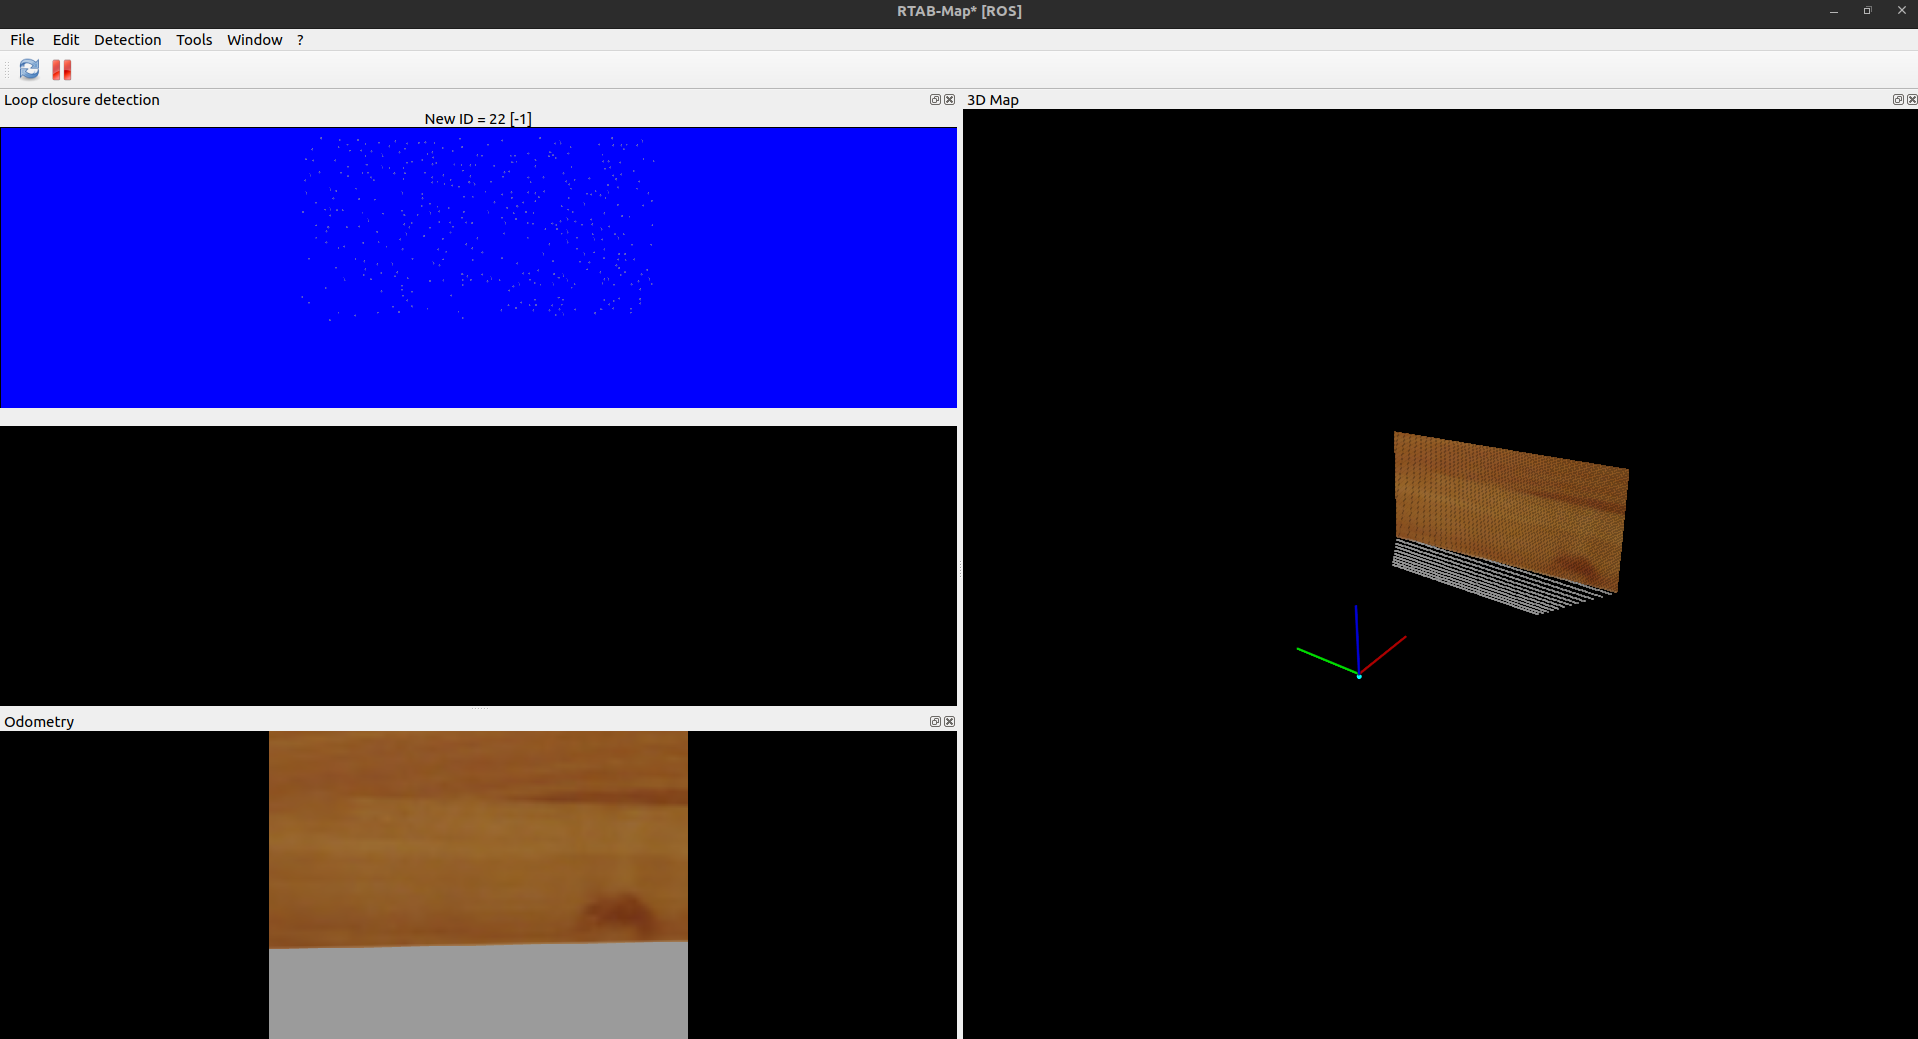 RTAB-Map* [ROS]
File Edit Detection Tools Window ?
Loop closure detection
New ID = 22 [-1]
Odometry
3D Map